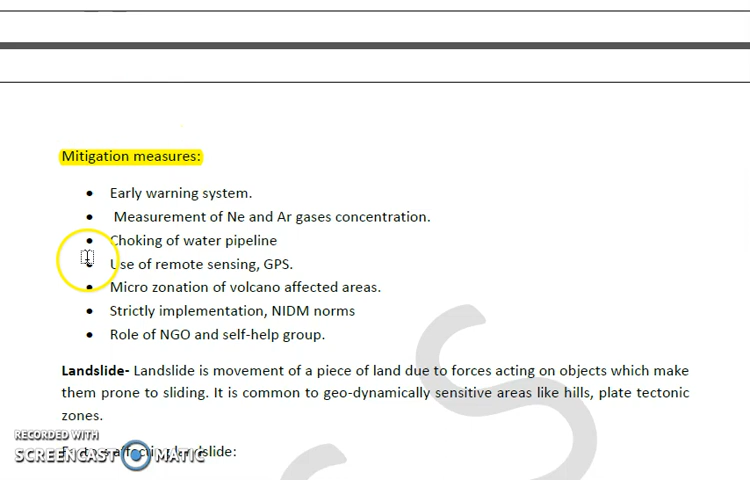 Mitigation measures:
• Early warning system.
• Measurement of Ne and Ar gases concentration.
• Choking of water pipeline
• Use of remote sensing, GPS.
• Micro zonation of volcano affected areas.
• Strictly implementation, NIDM norms
• Role of NGO and self-help group.
Landslide- Landslide is movement of a piece of land due to forces acting on objects which make
them prone to sliding. It is common to geo-dynamically sensitive areas like hills, plate tectonic
zones.
RECORDED WITH
SCREENCAST MATIC
landslide: